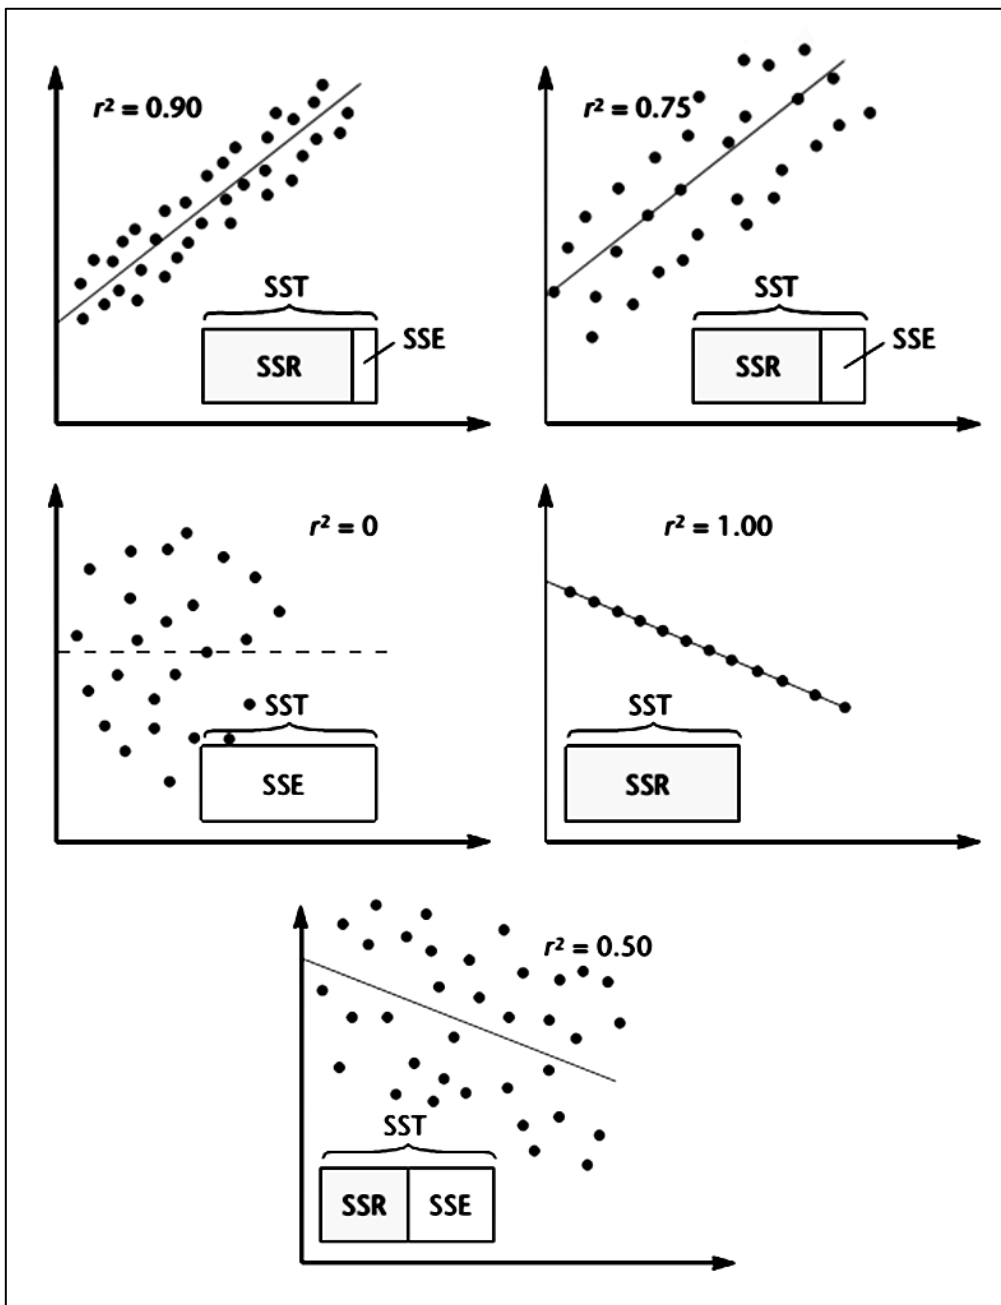 r² = 0.90
SST
SSR
SSE
r² = 0.75
SST
SSR
SSE
r² = 0
SST
SSE
r² = 1.00
SST
SSR
r² = 0.50
SST
SSR
SSE